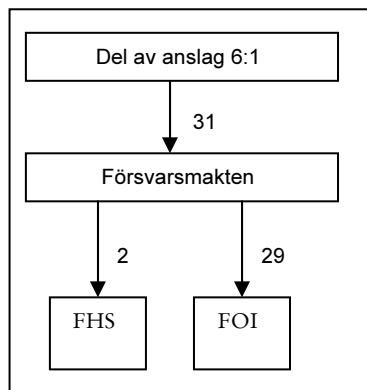 Del av anslag 6:1
31
Försvarsmakten
2
29
FHS
FOI